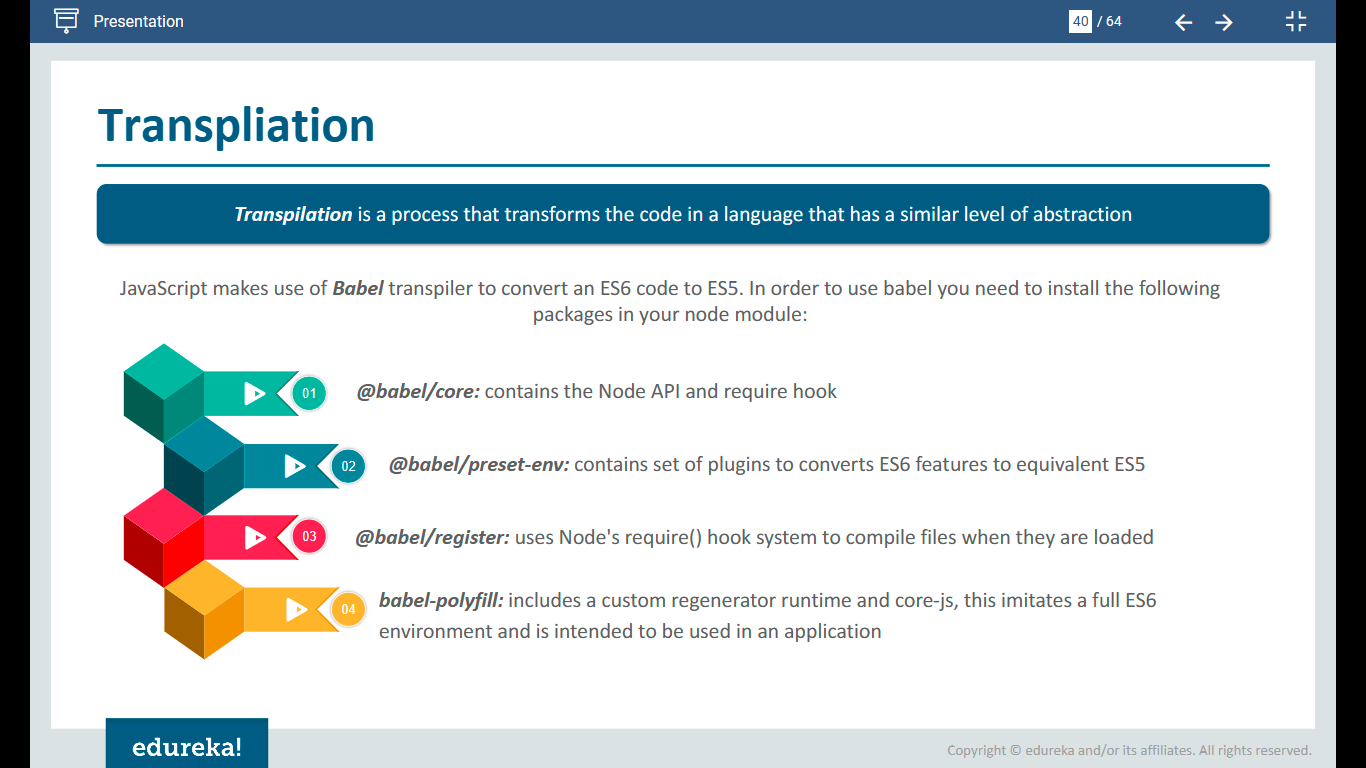 Presentation
40 / 64
Transpliation
Transpilation is a process that transforms the code in a language that has a similar level of abstraction
JavaScript makes use of Babel transpiler to convert an ES6 code to ES5. In order to use babel you need to install the following
packages in your node module:
01
@babel/core: contains the Node API and require hook
02
@babel/preset-env: contains set of plugins to converts ES6 features to equivalent ES5
03
@babel/register: uses Node's require() hook system to compile files when they are loaded
04
babel-polyfill: includes a custom regenerator runtime and core-js, this imitates a full ES6
environment and is intended to be used in an application
edureka!
Copyright © edureka and/or its affiliates. All rights reserved.